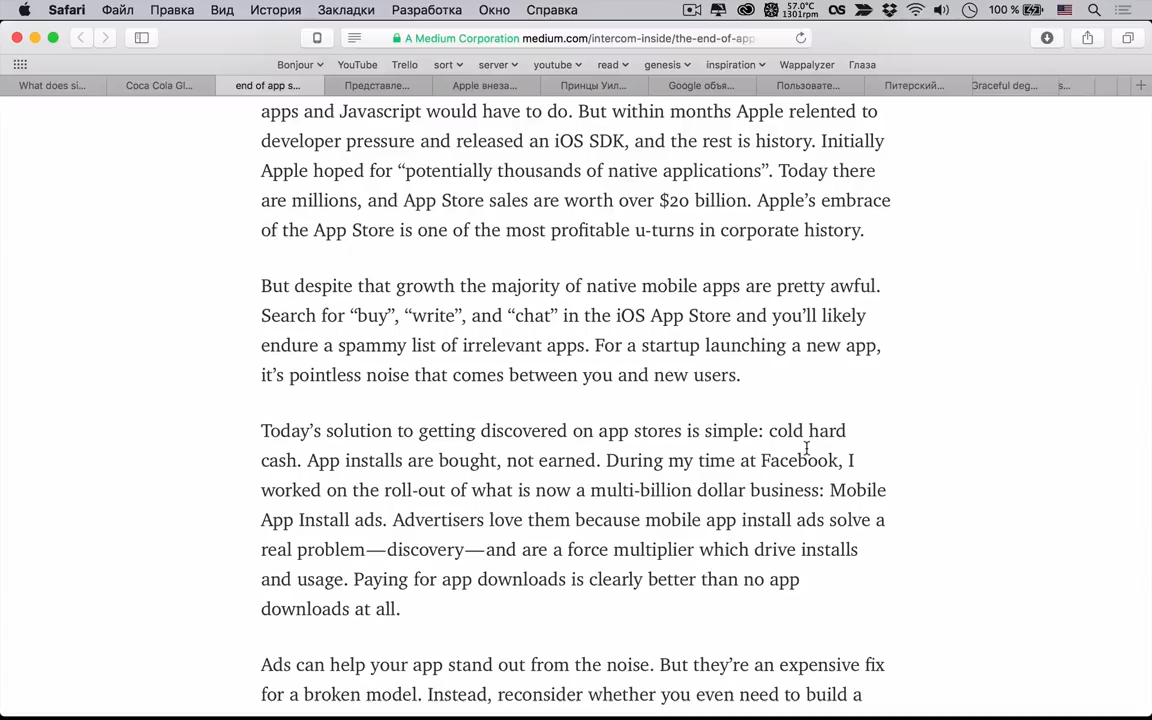 Safari Файл Правка Вид История Закладки Разработка Окно Справка 57.0°C 1301rpm 100 %
A Medium Corporation medium.com/intercom-inside/the-end-of-app-
Bonjour YouTube Trello sort server youtube read genesis inspiration Wappalyzer Глаза
What does si... Coca Cola Gl... end of app s... Представле... Apple внеза... Принцы Уил... Google объя... Пользовате... Питерский... Graceful deg... s...
apps and Javascript would have to do. But within months Apple relented to
developer pressure and released an iOS SDK, and the rest is history. Initially
Apple hoped for “potentially thousands of native applications”. Today there
are millions, and App Store sales are worth over $20 billion. Apple’s embrace
of the App Store is one of the most profitable u-turns in corporate history.
But despite that growth the majority of native mobile apps are pretty awful.
Search for “buy”, “write”, and “chat” in the iOS App Store and you’ll likely
endure a spammy list of irrelevant apps. For a startup launching a new app,
it’s pointless noise that comes between you and new users.
Today’s solution to getting discovered on app stores is simple: cold hard
cash. App installs are bought, not earned. During my time at Facebook, I
worked on the roll-out of what is now a multi-billion dollar business: Mobile
App Install ads. Advertisers love them because mobile app install ads solve a
real problem — discovery — and are a force multiplier which drive installs
and usage. Paying for app downloads is clearly better than no app
downloads at all.
Ads can help your app stand out from the noise. But they’re an expensive fix
for a broken model. Instead, reconsider whether you even need to build a